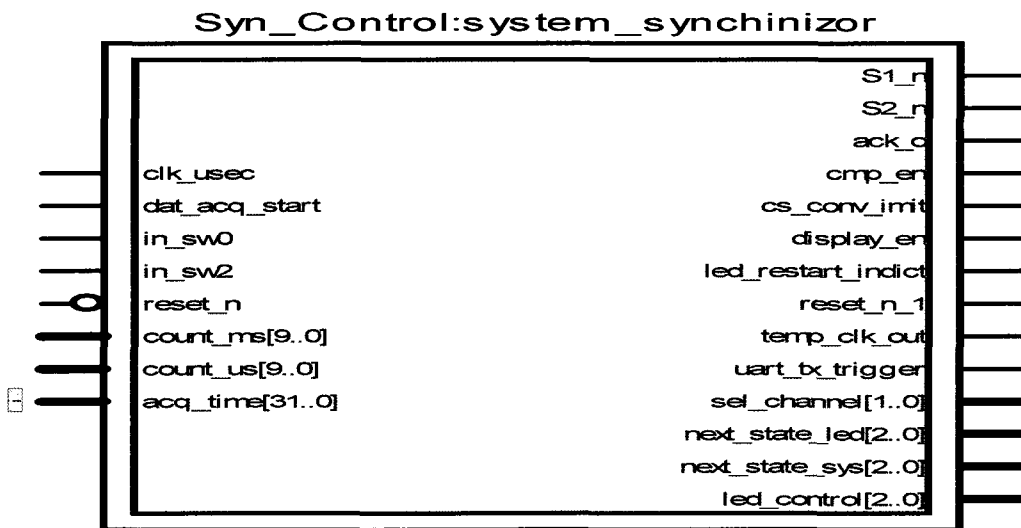 Syn_Control:system_synchinizor
clk_usec
dat_acq_start
in_sw0
in_sw2
reset_n
count_ms[9..0]
count_us[9..0]
acq_time[31..0]
S1_n
S2_n
ack_o
cmp_en
cs_conv_imit
display_en
led_restart_indict
reset_n_1
temp_clk_out
uart_tx_trigger
sel_channel[1..0]
next_state_led[2..0]
next_state_sys[2..0]
led_control[2..0]